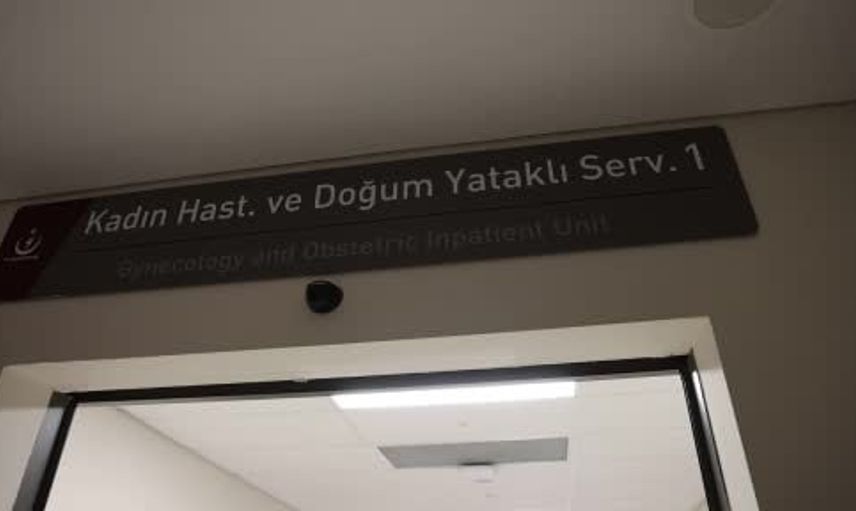 Kadın Hast. ve Doğum Yataklı Serv. 1
Gynecology and Obstetric Inpatient Unit